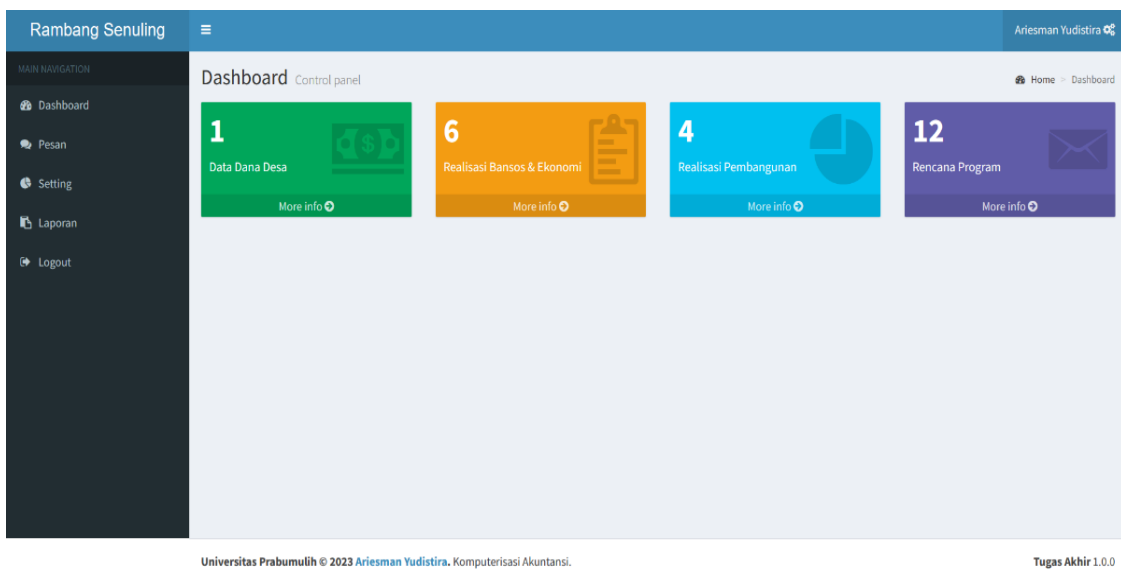 Rambang Senuling
Ariesman Yudistira
MAIN NAVIGATION
Dashboard
Pesan
Setting
Laporan
Logout
Dashboard Control panel
Home > Dashboard
1
Data Dana Desa
More info
6
Realisasi Bansos & Ekonomi
More info
4
Realisasi Pembangunan
More info
12
Rencana Program
More info
Universitas Prabumulih © 2023 Ariesman Yudistira. Komputerisasi Akuntansi.
Tugas Akhir 1.0.0